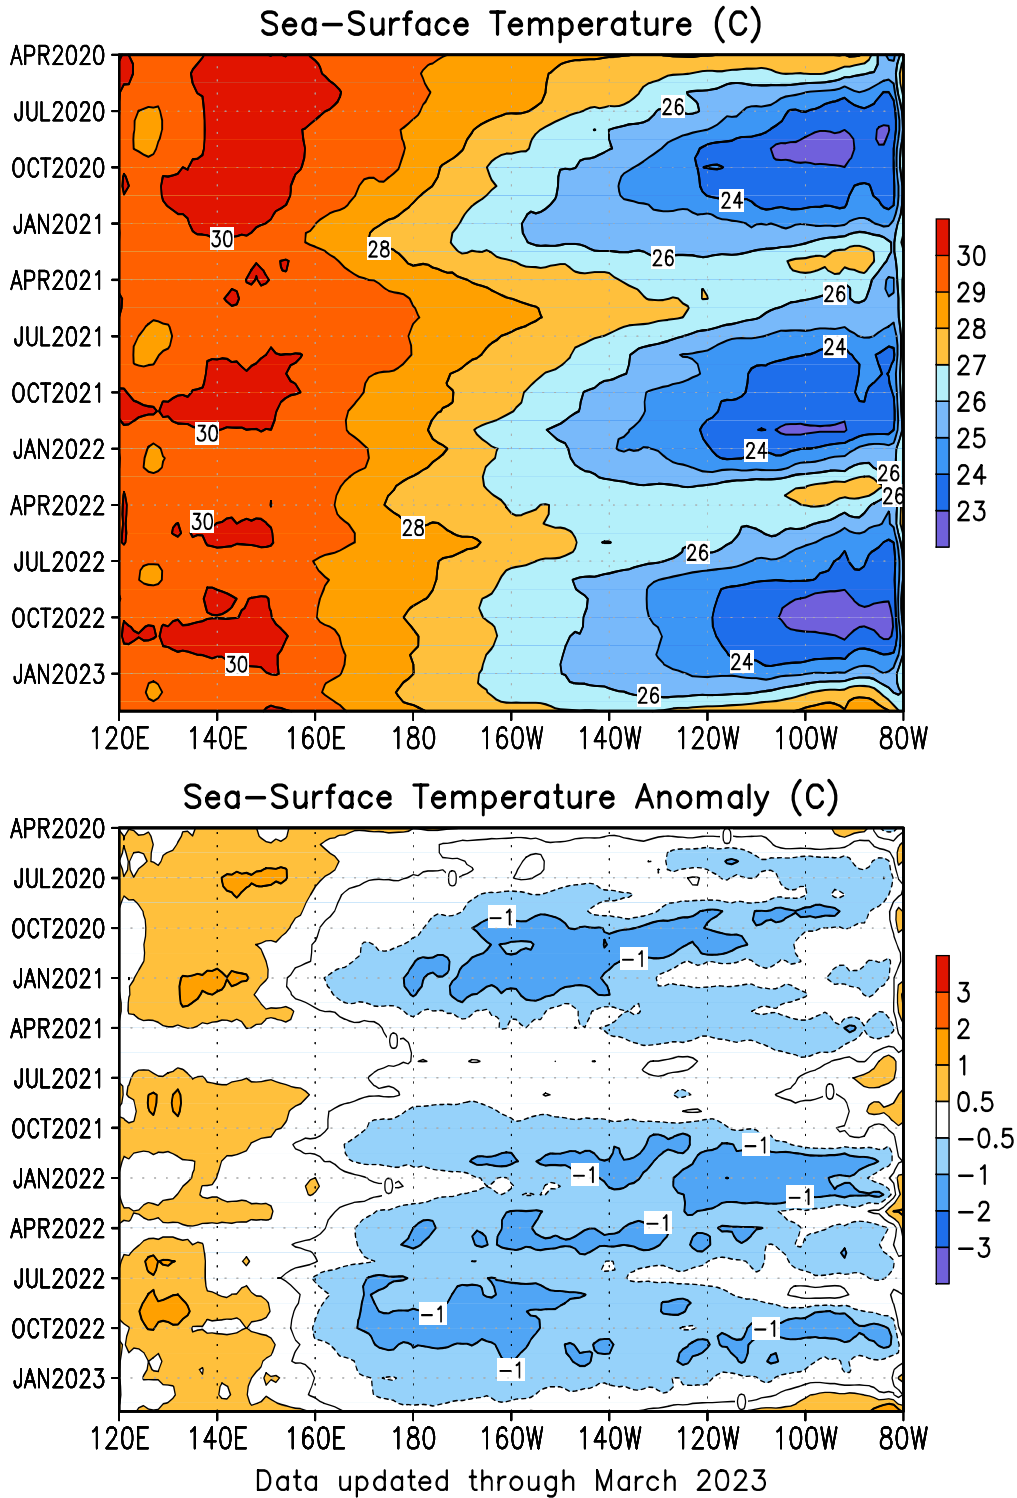 Sea-Surface Temperature (C)
APR2020
JUL2020
OCT2020
JAN2021
APR2021
JUL2021
OCT2021
JAN2022
APR2022
JUL2022
OCT2022
JAN2023
26
24
30
28
26
26
24
30
24
26
26
30
28
26
24
30
26
30
29
28
27
26
25
24
23
120E 140E 160E 180 160W 140W 120W 100W 80W
Sea-Surface Temperature Anomaly (C)
APR2020
JUL2020
OCT2020
JAN2021
APR2021
JUL2021
OCT2021
JAN2022
APR2022
JUL2022
OCT2022
JAN2023
0
0
-1
-1
0
0
-1
-1
0
-1
-1
-1
-1
-1
0
3
2
1
0.5
-0.5
-1
-2
-3
120E 140E 160E 180 160W 140W 120W 100W 80W
Data updated through March 2023